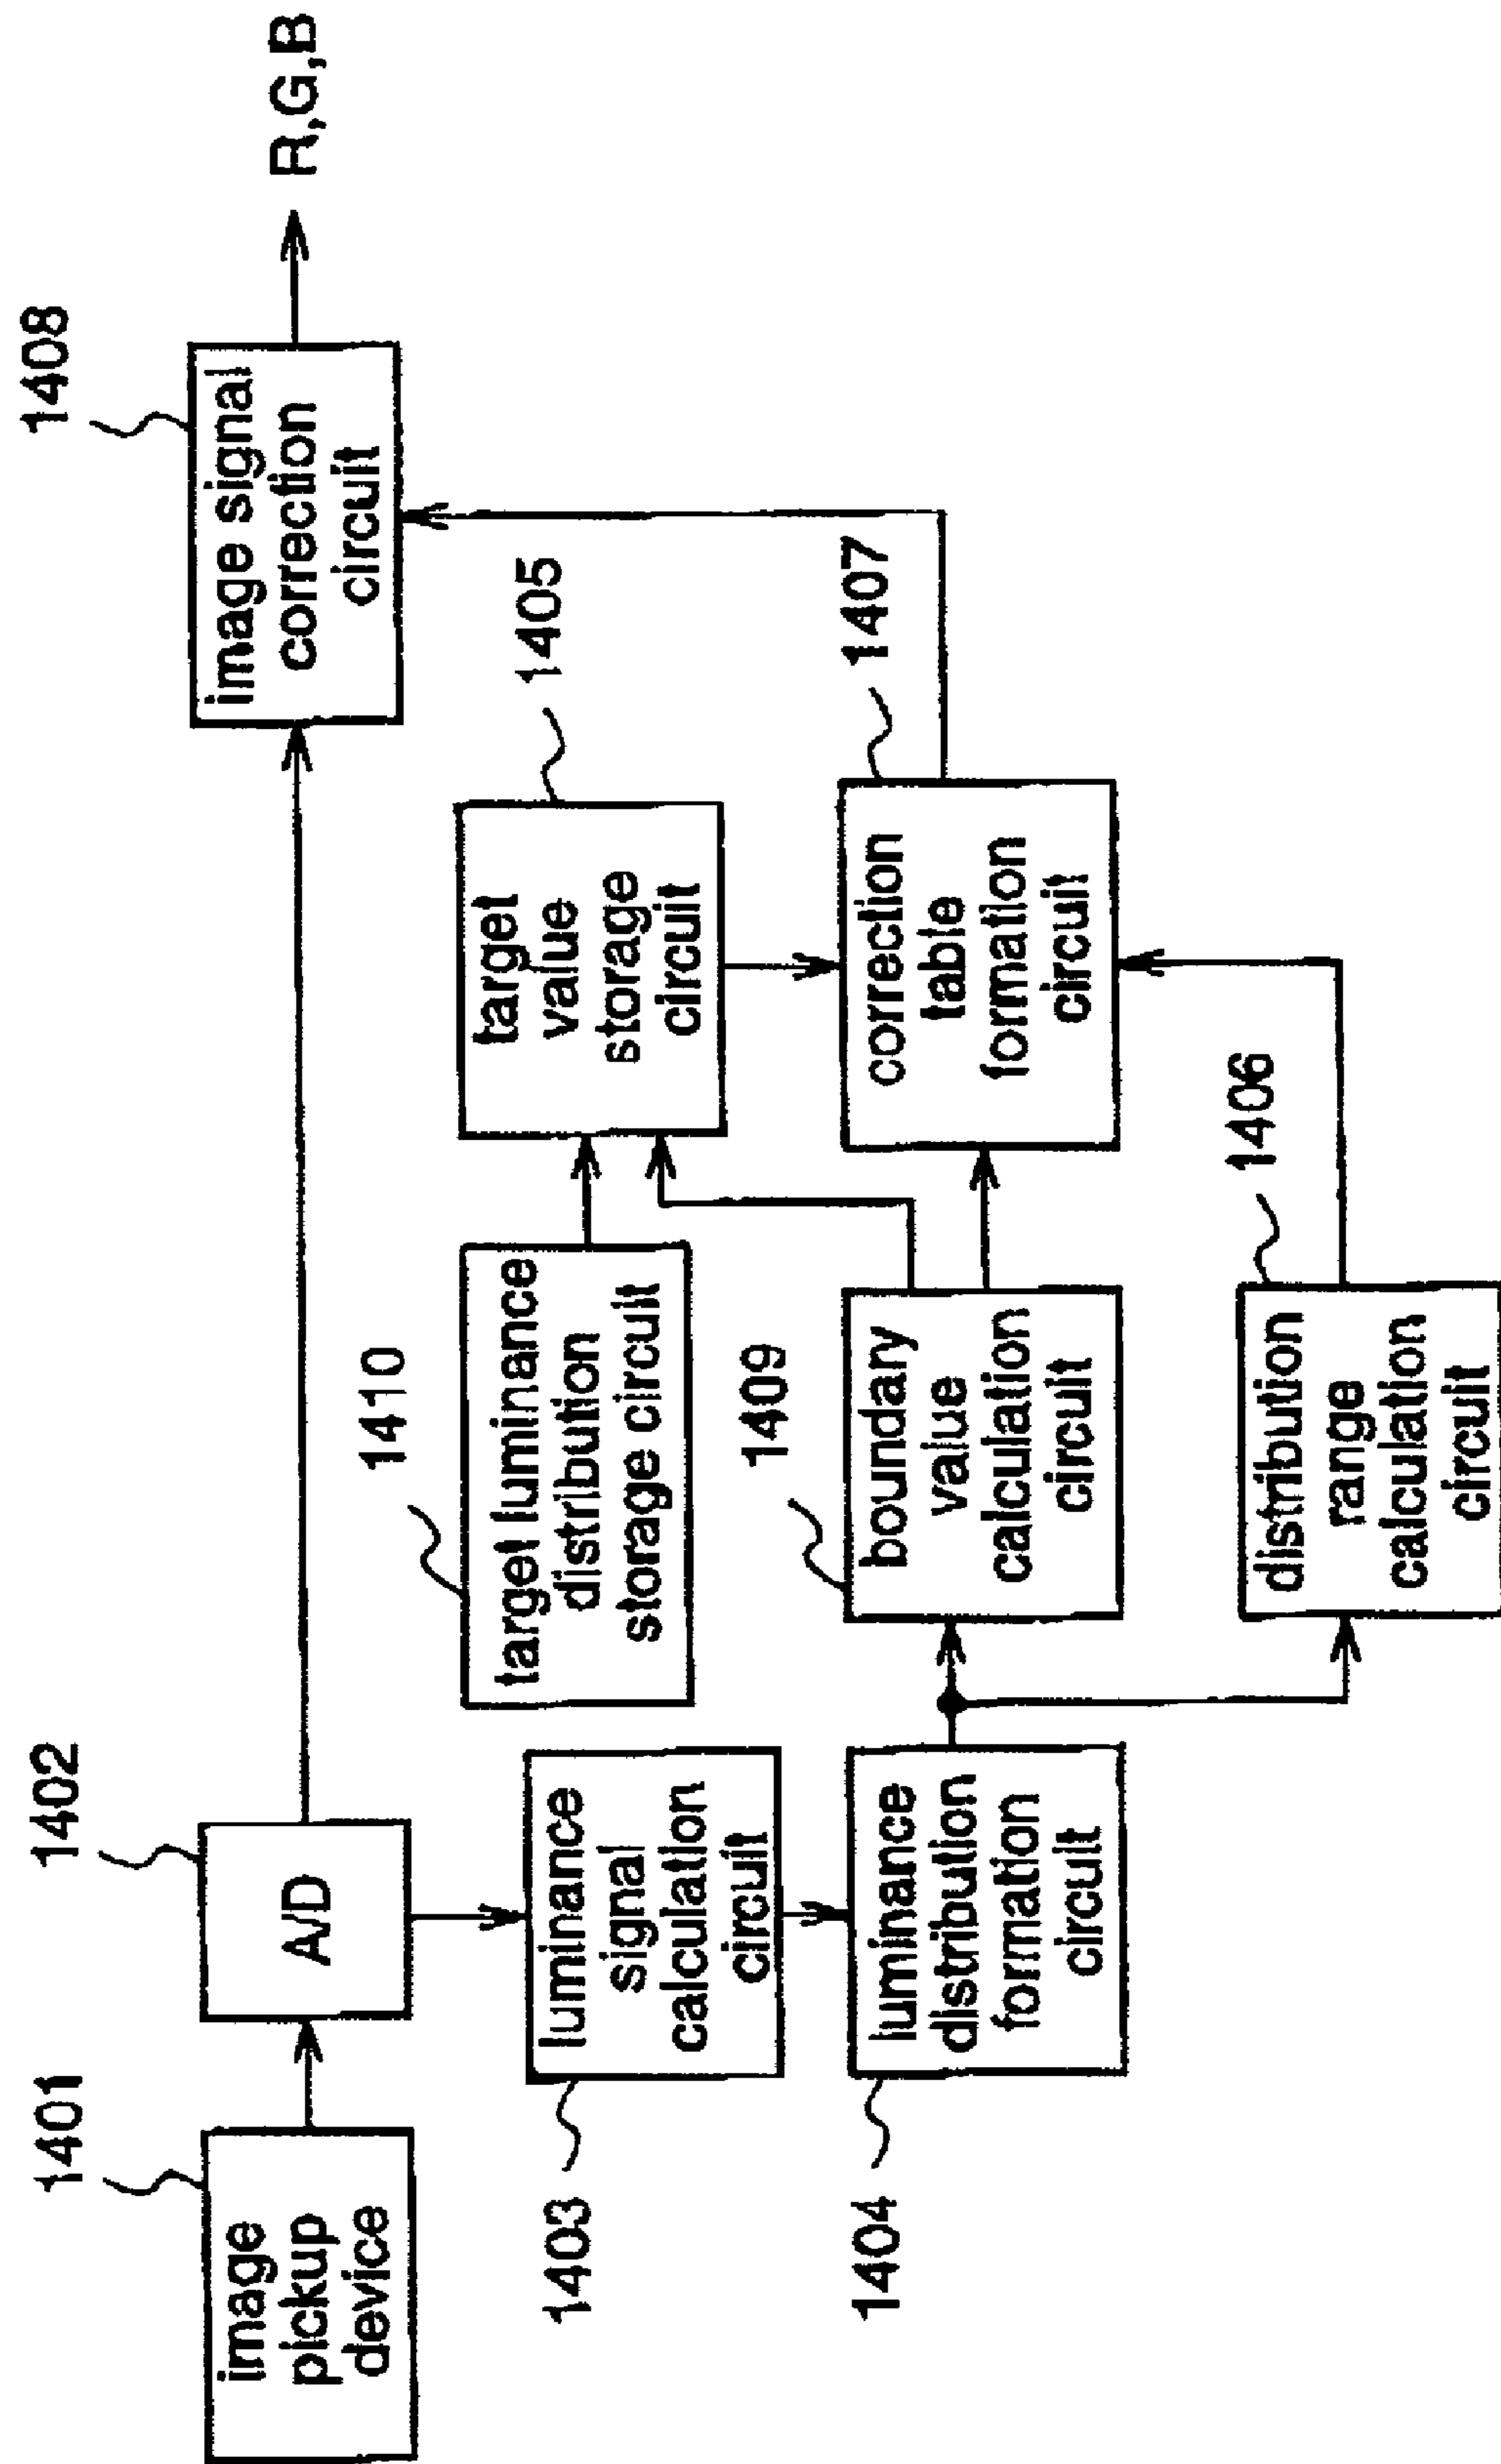 1401
image
pickup
device
1402
A/D
1408
image signal
correction
circuit
R,G,B
1403
luminance
signal
calculation
circuit
1410
target luminance
distribution
storage circuit
1405
target
value
storage
circuit
1404
luminance
distribution
formation
circuit
1409
boundary
value
calculation
circuit
1407
correction
table
formation
circuit
1406
distribution
range
calculation
circuit